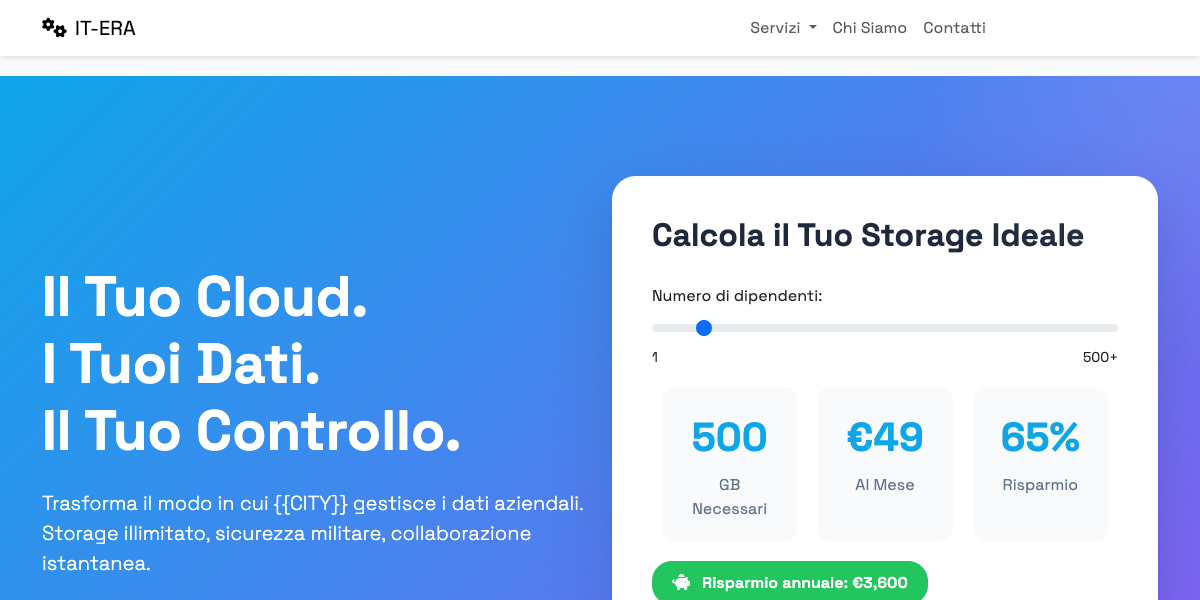 IT-ERA
Servizi
Chi Siamo
Contatti
Il Tuo Cloud.
I Tuoi Dati.
Il Tuo Controllo.
Trasforma il modo in cui {{CITY}} gestisce i dati aziendali.
Storage illimitato, sicurezza militare, collaborazione
istantanea.
Calcola il Tuo Storage Ideale
Numero di dipendenti:
1
500+
500
GB
Necessari
€49
Al Mese
65%
Risparmio
Risparmio annuale: €3,600